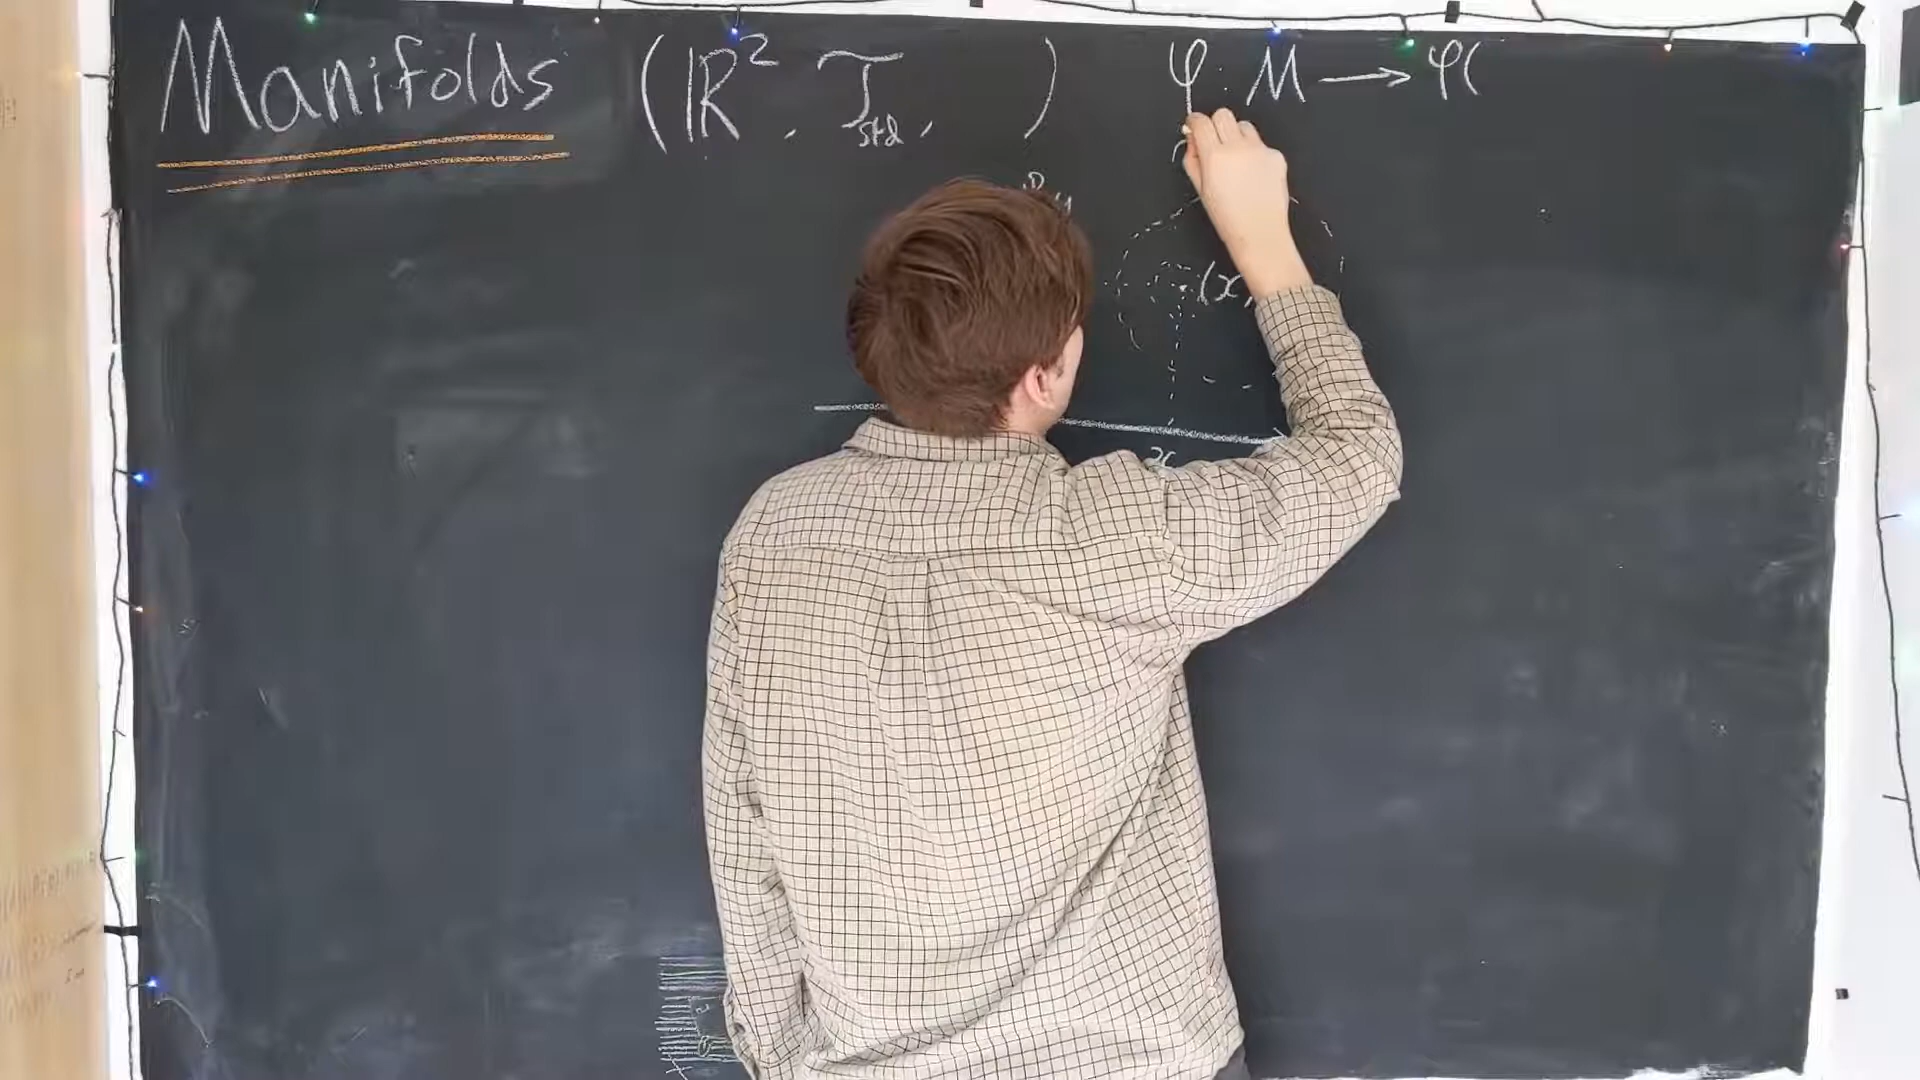 Manifolds (ℝ², 𝒯std, ) φ: M → φ(
y
(x,
x